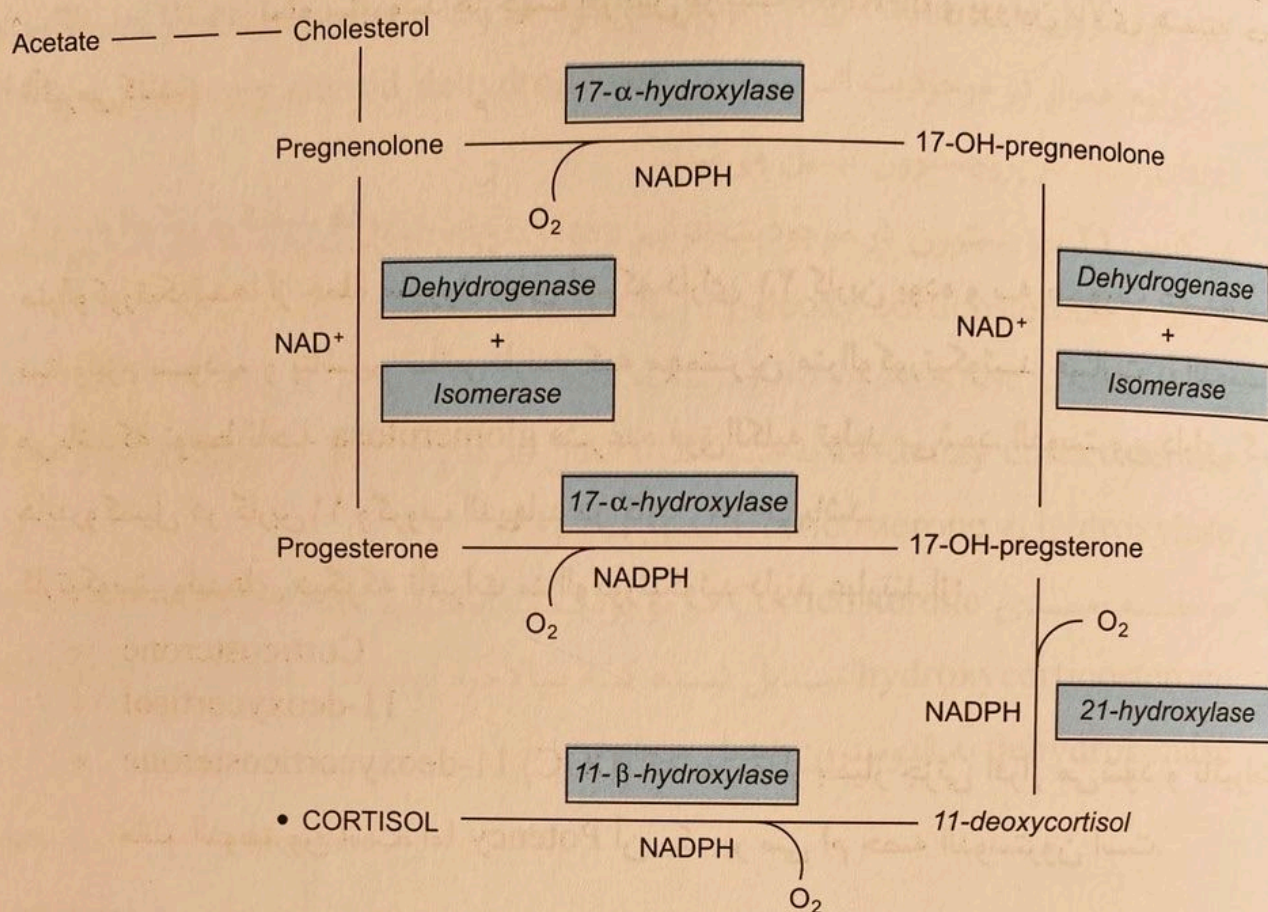 Acetate — — — Cholesterol
17-α-hydroxylase
Pregnenolone
17-OH-pregnenolone
NADPH
O₂
Dehydrogenase
Dehydrogenase
NAD⁺
+
NAD⁺
+
Isomerase
Isomerase
17-α-hydroxylase
Progesterone
17-OH-pregsterone
NADPH
O₂
O₂
NADPH
21-hydroxylase
11-β-hydroxylase
• CORTISOL
11-deoxycortisol
NADPH
O₂